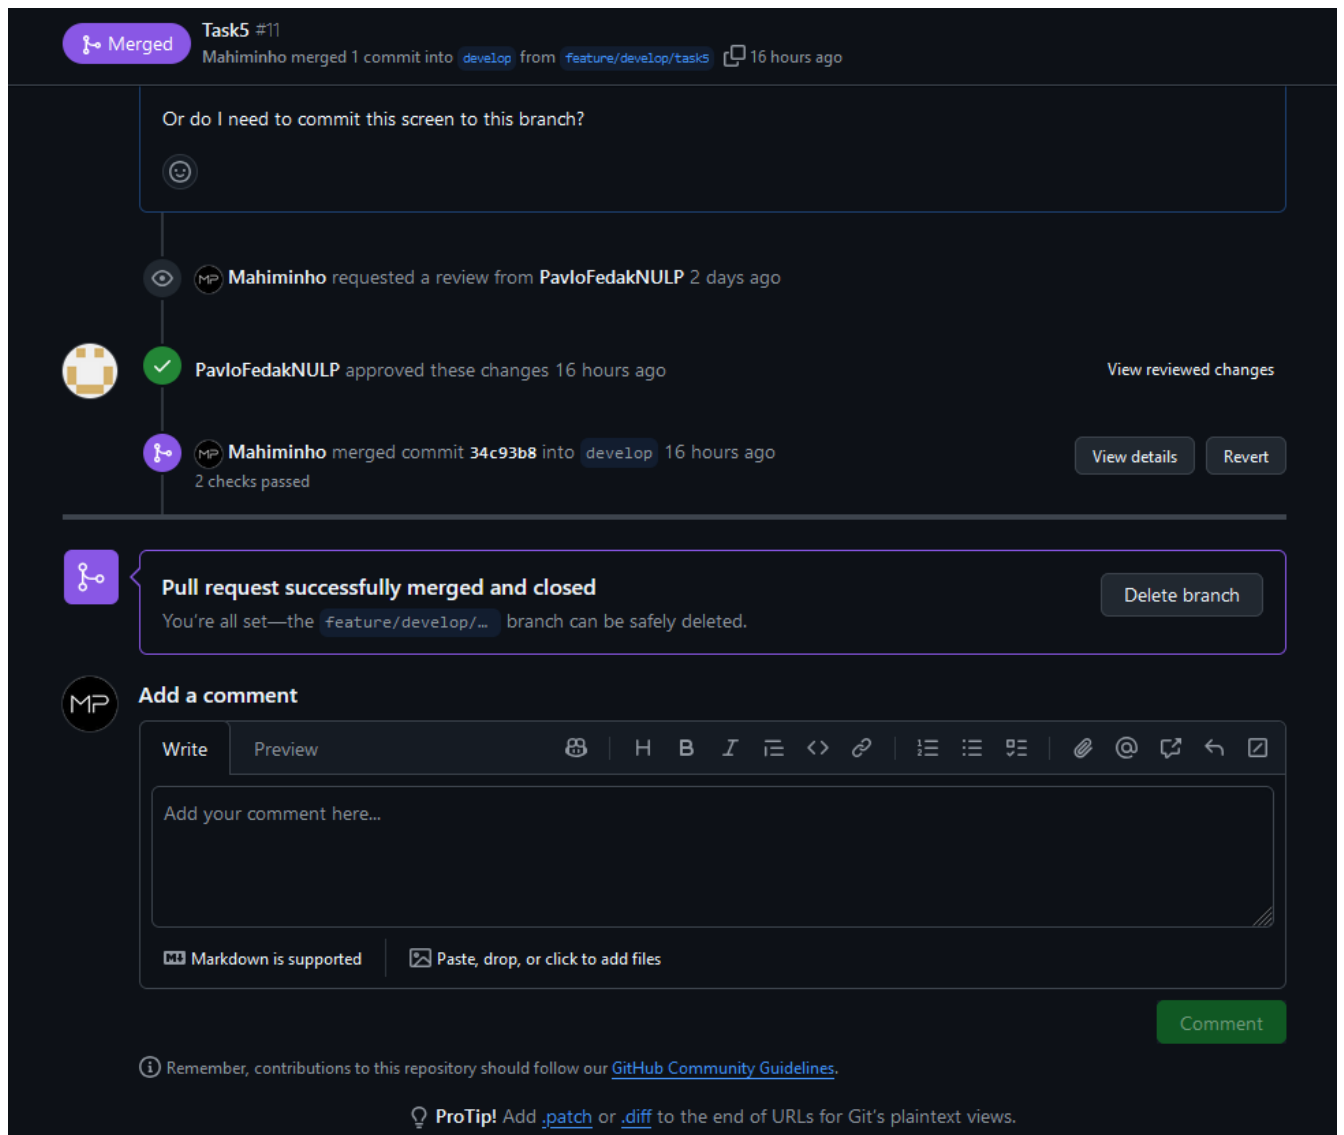 Merged
Task5 #11
Mahiminho merged 1 commit into develop from feature/develop/task5 16 hours ago
Or do I need to commit this screen to this branch?
MP Mahiminho requested a review from PavloFedakNULP 2 days ago
PavloFedakNULP approved these changes 16 hours ago View reviewed changes
MP Mahiminho merged commit 34c93b8 into develop 16 hours ago View details Revert
2 checks passed
Pull request successfully merged and closed
You're all set—the feature/develop/… branch can be safely deleted.
Delete branch
MP
Add a comment
Write Preview
Add your comment here...
Markdown is supported Paste, drop, or click to add files
Comment
Remember, contributions to this repository should follow our GitHub Community Guidelines.
ProTip! Add .patch or .diff to the end of URLs for Git's plaintext views.